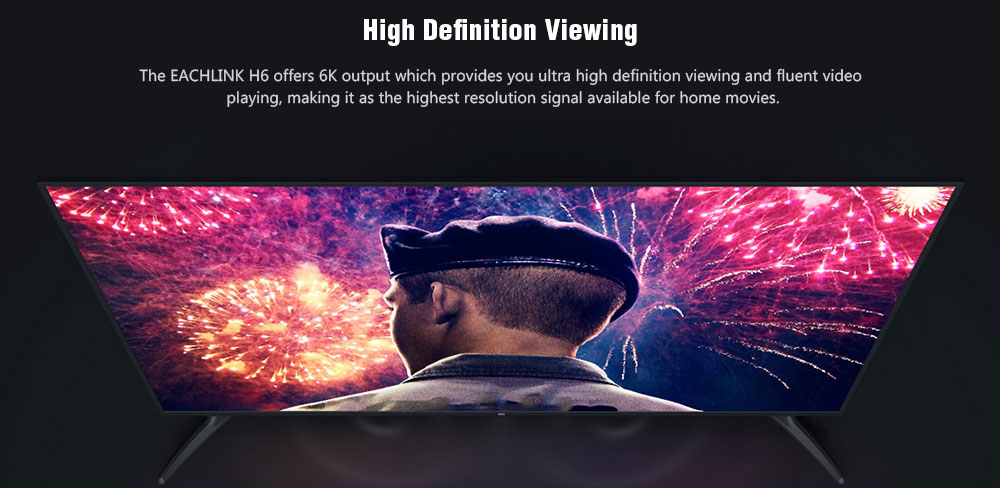 High Definition Viewing
The EACHLINK H6 offers 6K output which provides you ultra high definition viewing and fluent video
playing, making it as the highest resolution signal available for home movies.